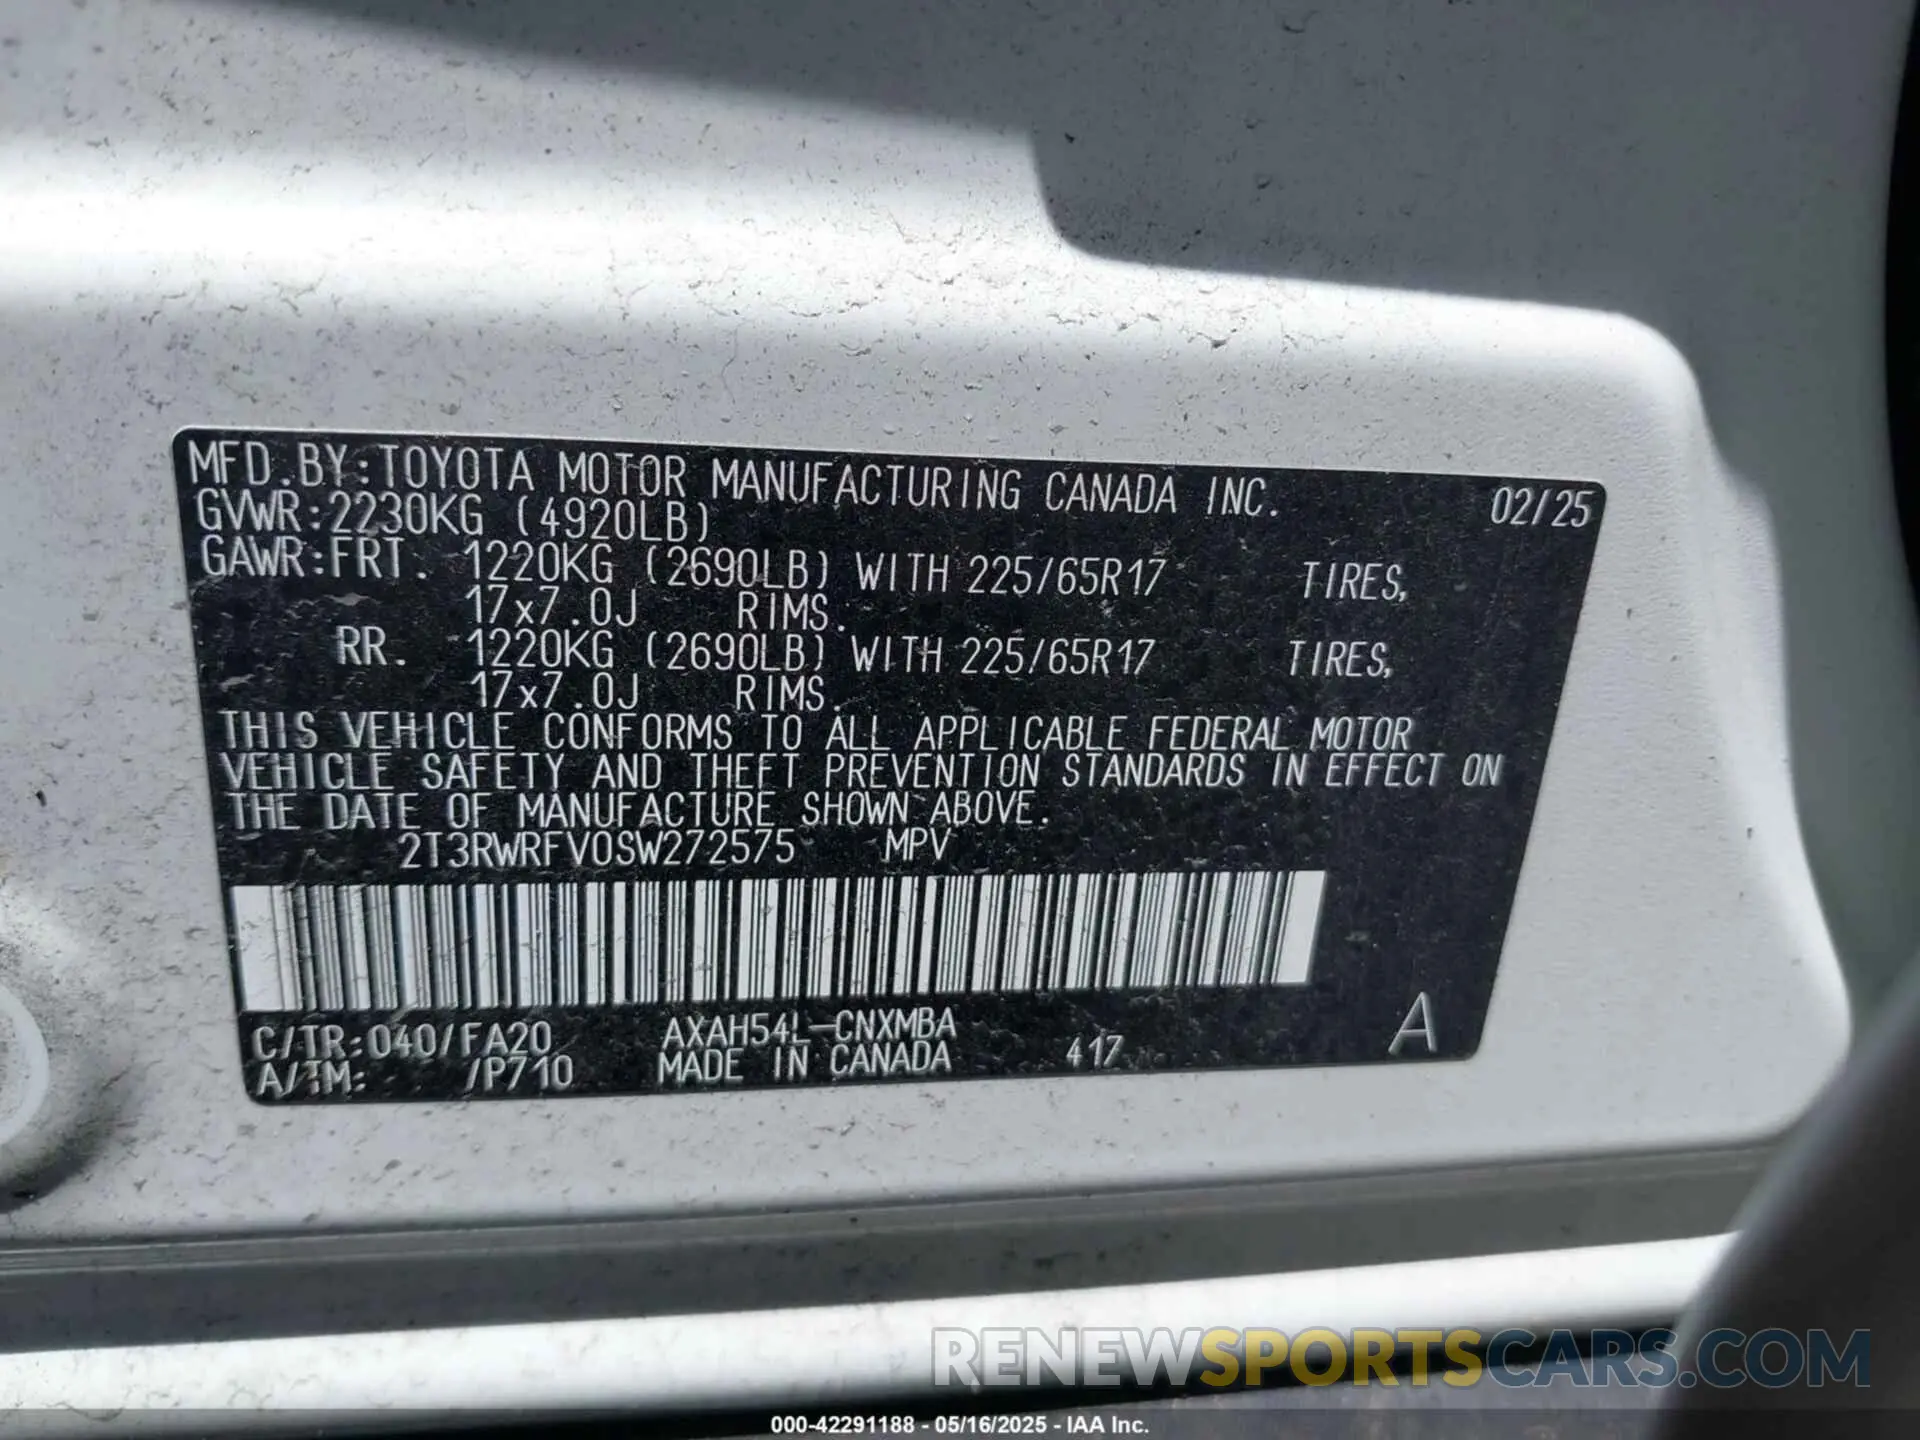 MFD.BY:TOYOTA MOTOR MANUFACTURING CANADA INC. 02/25
GVWR:2230KG (4920LB)
GAWR:FRT. 1220KG (2690LB) WITH 225/65R17 TIRES,
17x7.0J RIMS.
RR. 1220KG (2690LB) WITH 225/65R17 TIRES,
17x7.0J RIMS.
THIS VEHICLE CONFORMS TO ALL APPLICABLE FEDERAL MOTOR
VEHICLE SAFETY AND THEFT PREVENTION STANDARDS IN EFFECT ON
THE DATE OF MANUFACTURE SHOWN ABOVE.
2T3RWRFV0SW272575 MPV
C/TR:040/FA20 AXAH54L-CNXMBA
A/TM: /P710 MADE IN CANADA 417 A
RENEWSPORTSCARS.COM
000-42291188 - 05/16/2025 - IAA Inc.